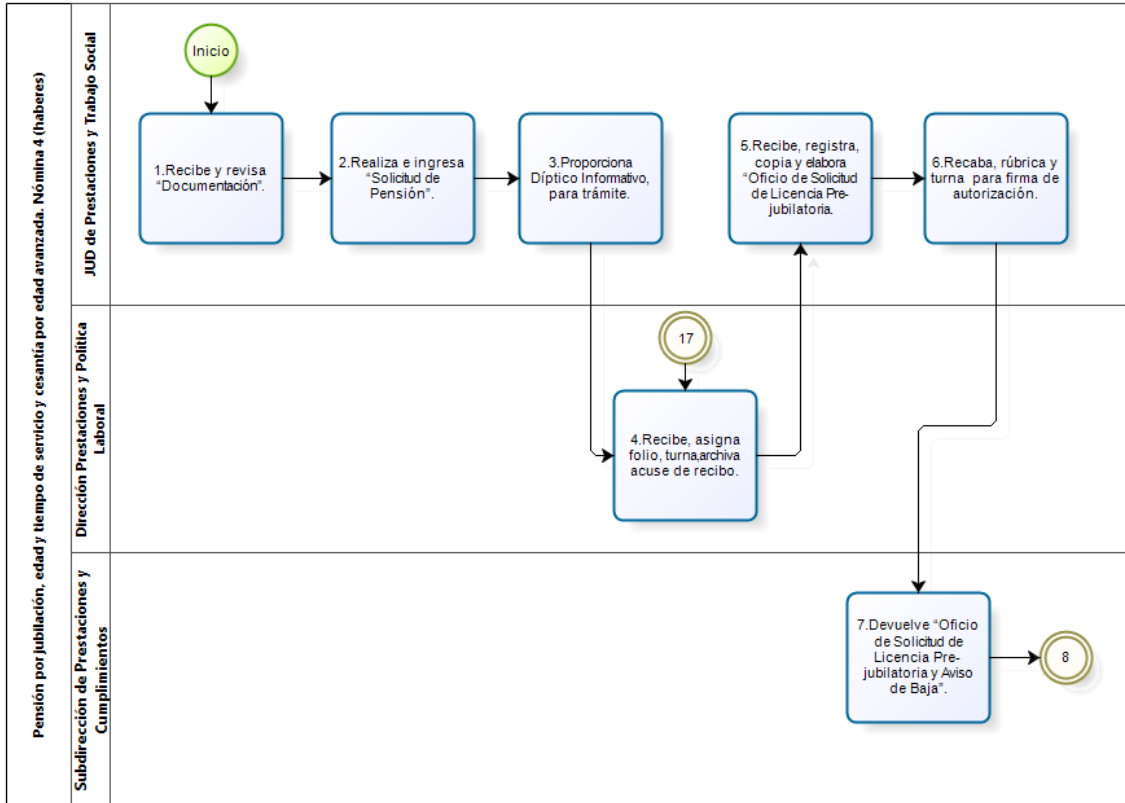 Pensión por jubilación, edad y tiempo de servicio y cesantía por edad avanzada. Nómina 4 (haberes)
JUD de Prestaciones y Trabajo Social
Inicio
1.Recibe y revisa
“Documentación”.
2.Realiza e ingresa
“Solicitud de
Pensión”.
3.Proporciona
Díptico Informativo,
para trámite.
5.Recibe, registra,
copia y elabora
“Oficio de Solicitud
de Licencia Pre-
jubilatoria.
6.Recaba, rúbrica y
turna para firma de
autorización.
Dirección Prestaciones y Política
Laboral
17
4.Recibe, asigna
folio, turna,archiva
acuse de recibo.
Subdirección de Prestaciones y
Cumplimientos
7.Devuelve “Oficio
de Solicitud de
Licencia Pre-
jubilatoria y Aviso
de Baja”.
8